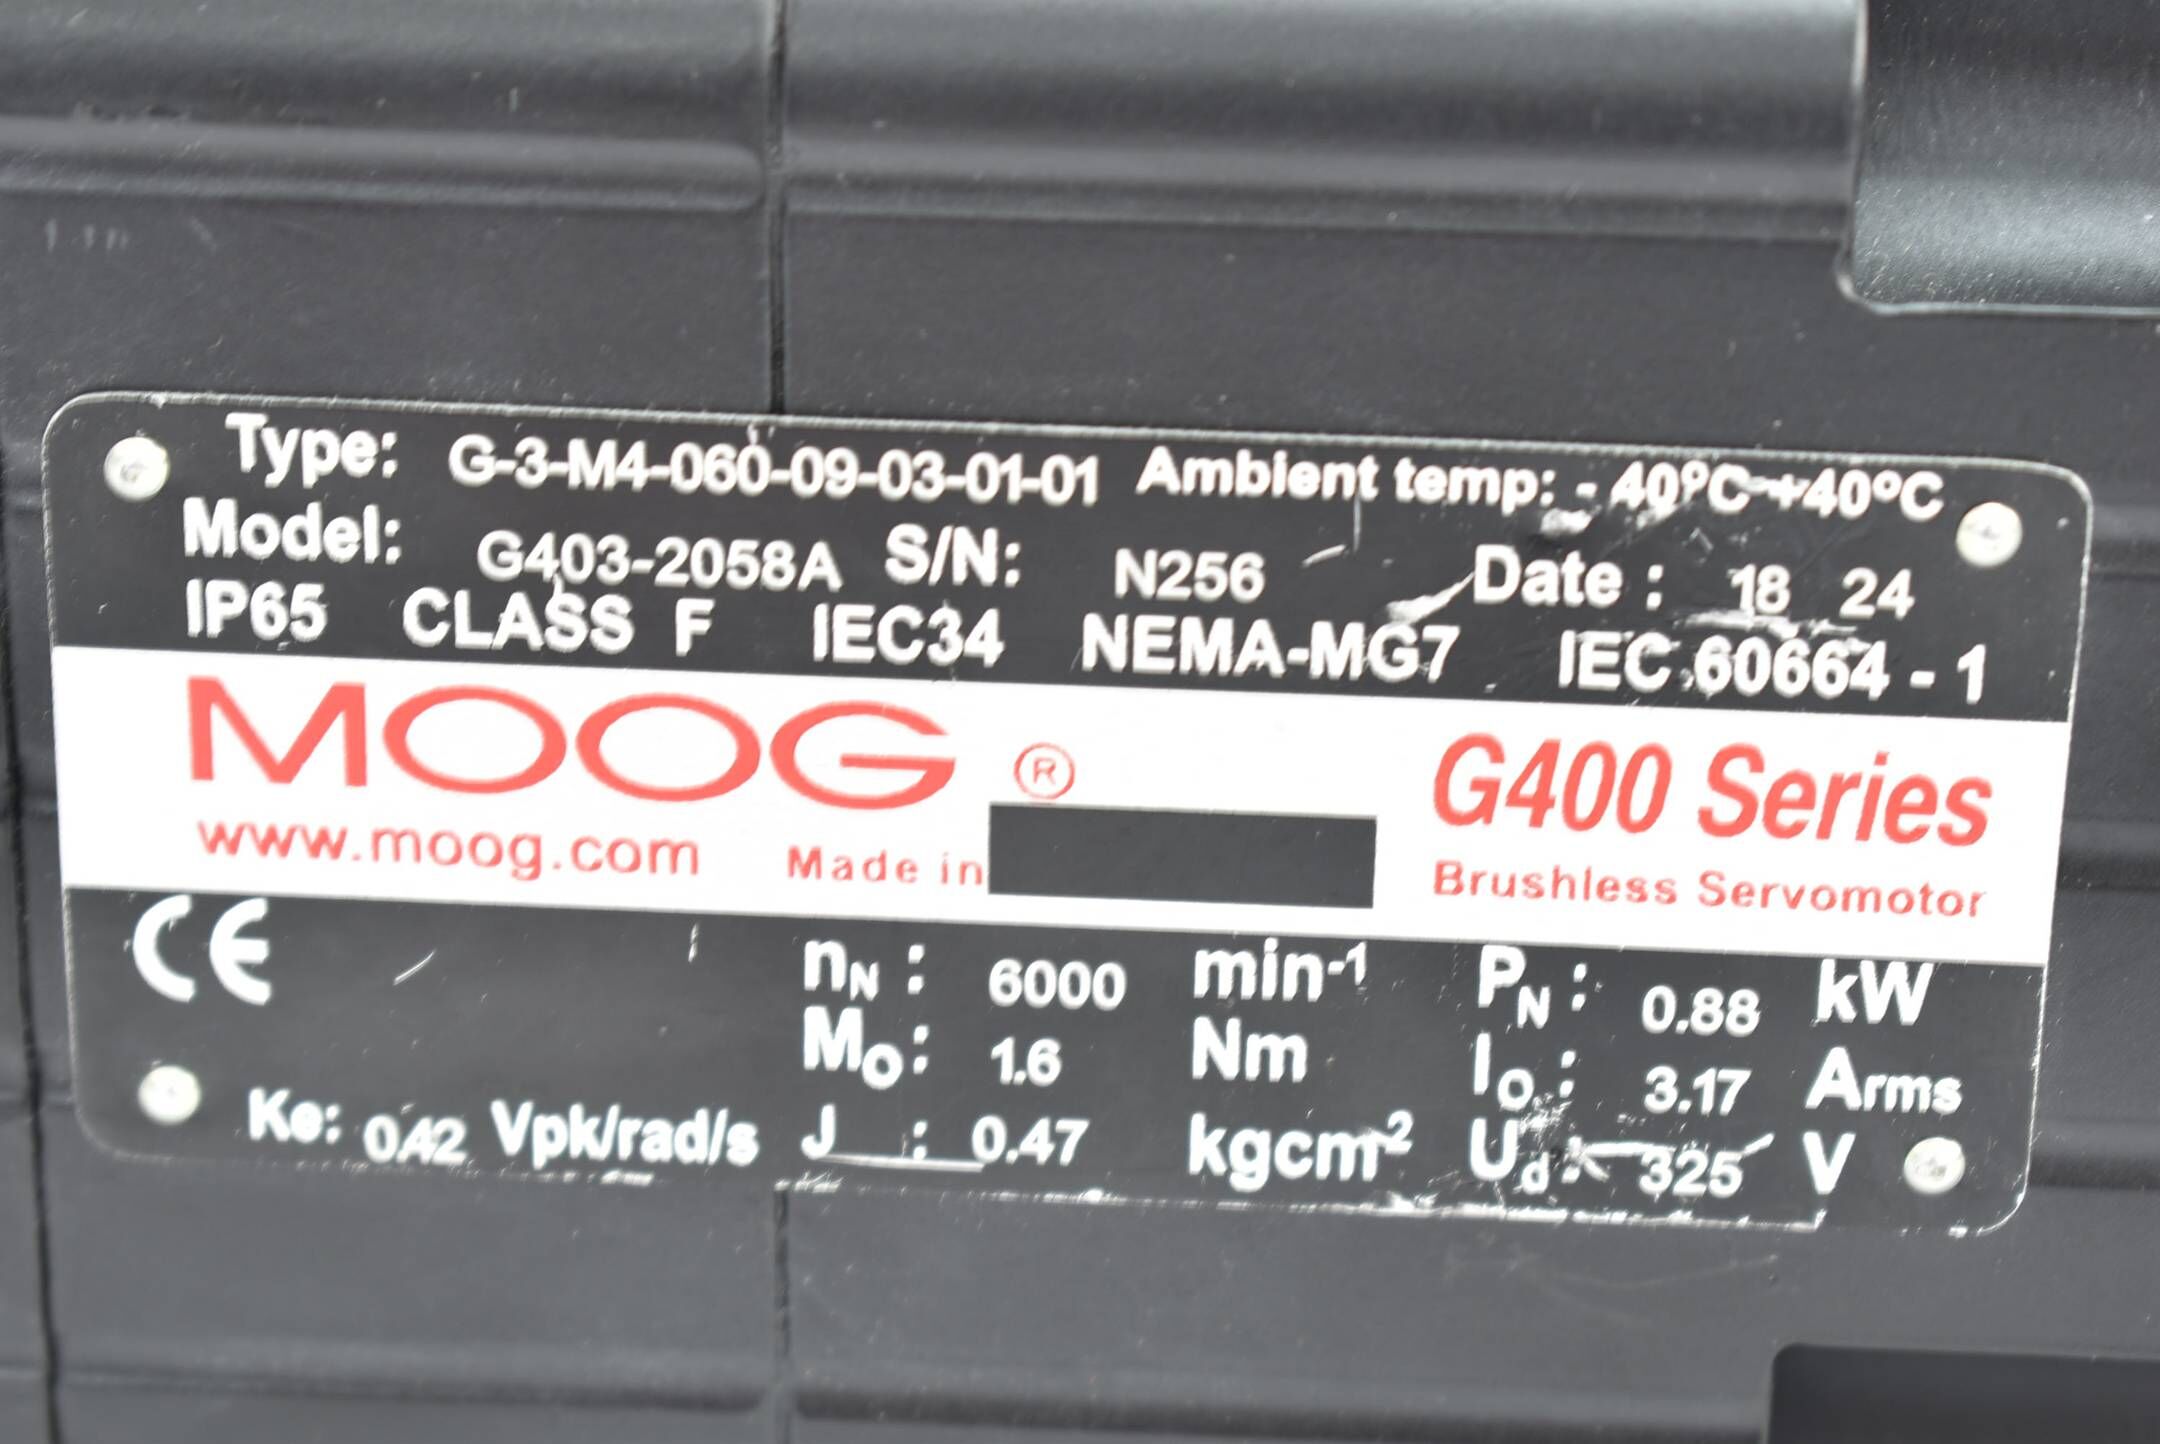 Type: G-3-M4-060-09-03-01-01 Ambient temp: - 40°C +40°C
Model: G403-2058A S/N: N256 Date : 18 24
IP65 CLASS F IEC34 NEMA-MG7 IEC 60664 - 1
MOOG ® G400 Series
www.moog.com Made in Brushless Servomotor
CE nN : 6000 min-1 PN : 0.88 kW
Mo: 1.6 Nm Io : 3.17 Arms
Ke: 0.42 Vpk/rad/s J : 0.47 kgcm² Ud : 325 V